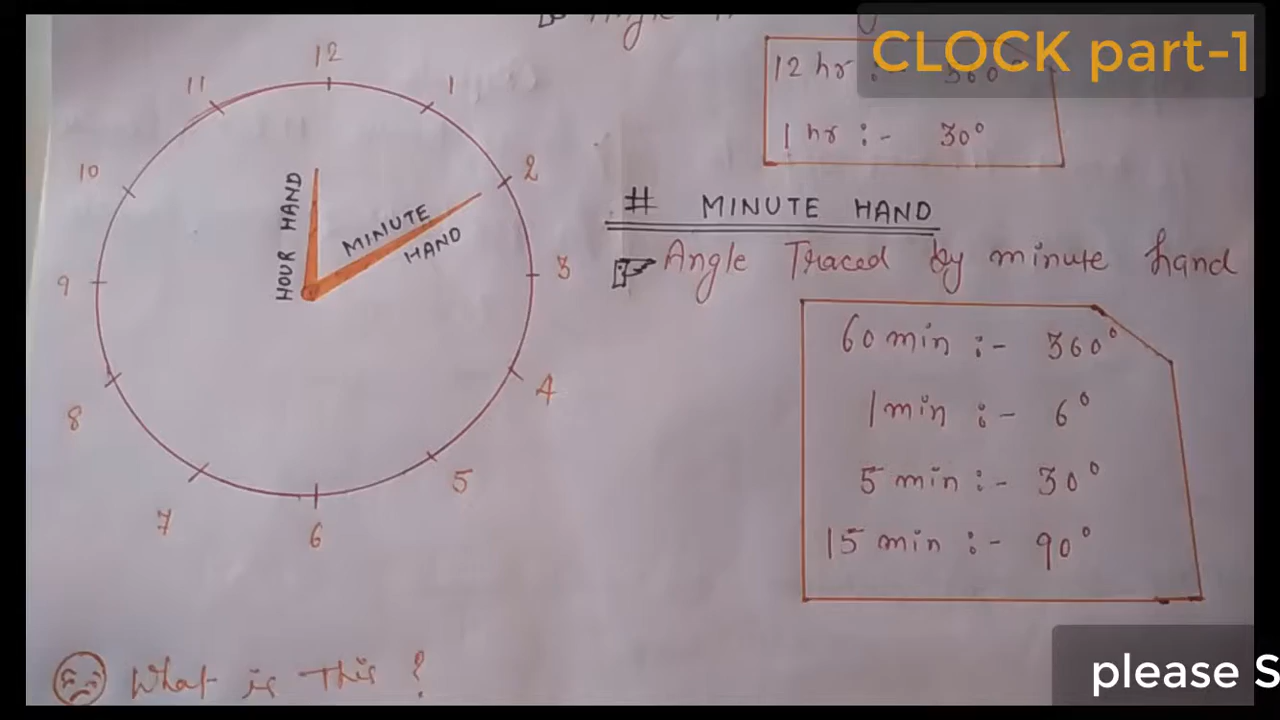 Angle
CLOCK part-1
12 hr :- 360°
1 hr :- 30°
# MINUTE HAND
Angle Traced by minute hand
60 min :- 360°
1 min :- 6°
5 min :- 30°
15 min :- 90°
12
11
1
10
2
9
3
8
4
7
5
6
HOUR HAND
MINUTE
HAND
What is This ?
please S